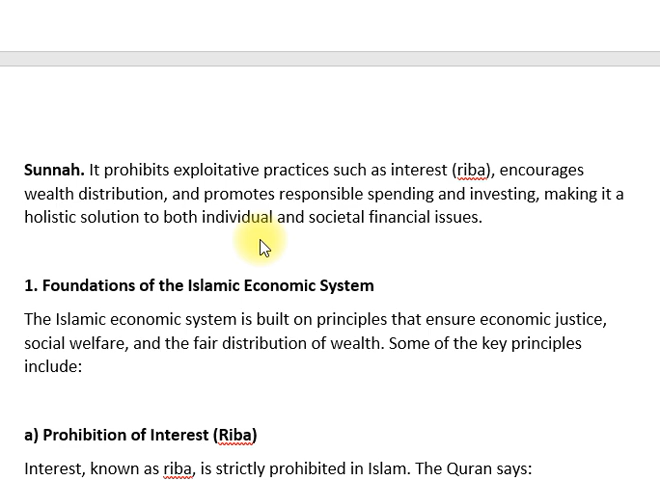 Sunnah. It prohibits exploitative practices such as interest (riba), encourages
wealth distribution, and promotes responsible spending and investing, making it a
holistic solution to both individual and societal financial issues.
1. Foundations of the Islamic Economic System
The Islamic economic system is built on principles that ensure economic justice,
social welfare, and the fair distribution of wealth. Some of the key principles
include:
a) Prohibition of Interest (Riba)
Interest, known as riba, is strictly prohibited in Islam. The Quran says: